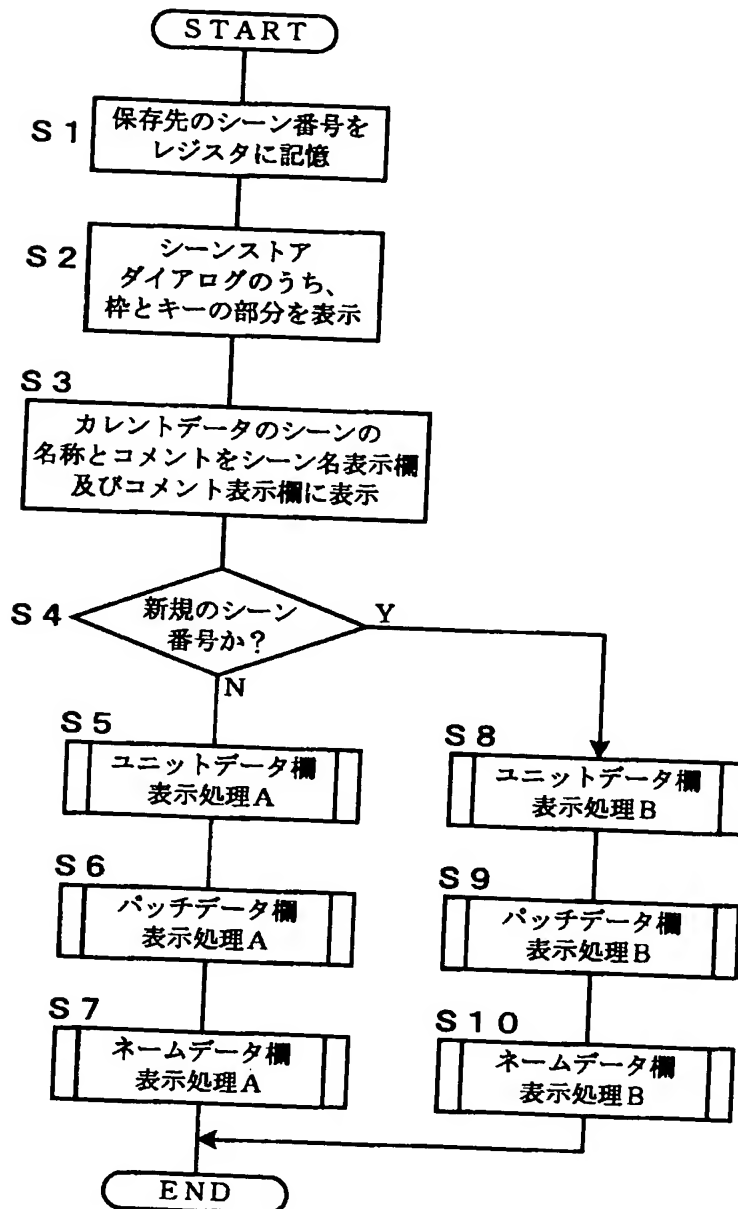 START
S1
保存先のシーン番号を
レジスタに記憶
S2
シーンストア
ダイアログのうち、
枠とキーの部分を表示
S3
カレントデータのシーンの
名称とコメントをシーン名表示欄
及びコメント表示欄に表示
S4
新規のシーン
番号か?
Y
N
S5
ユニットデータ欄
表示処理A
S6
パッチデータ欄
表示処理A
S7
ネームデータ欄
表示処理A
S8
ユニットデータ欄
表示処理B
S9
パッチデータ欄
表示処理B
S10
ネームデータ欄
表示処理B
END